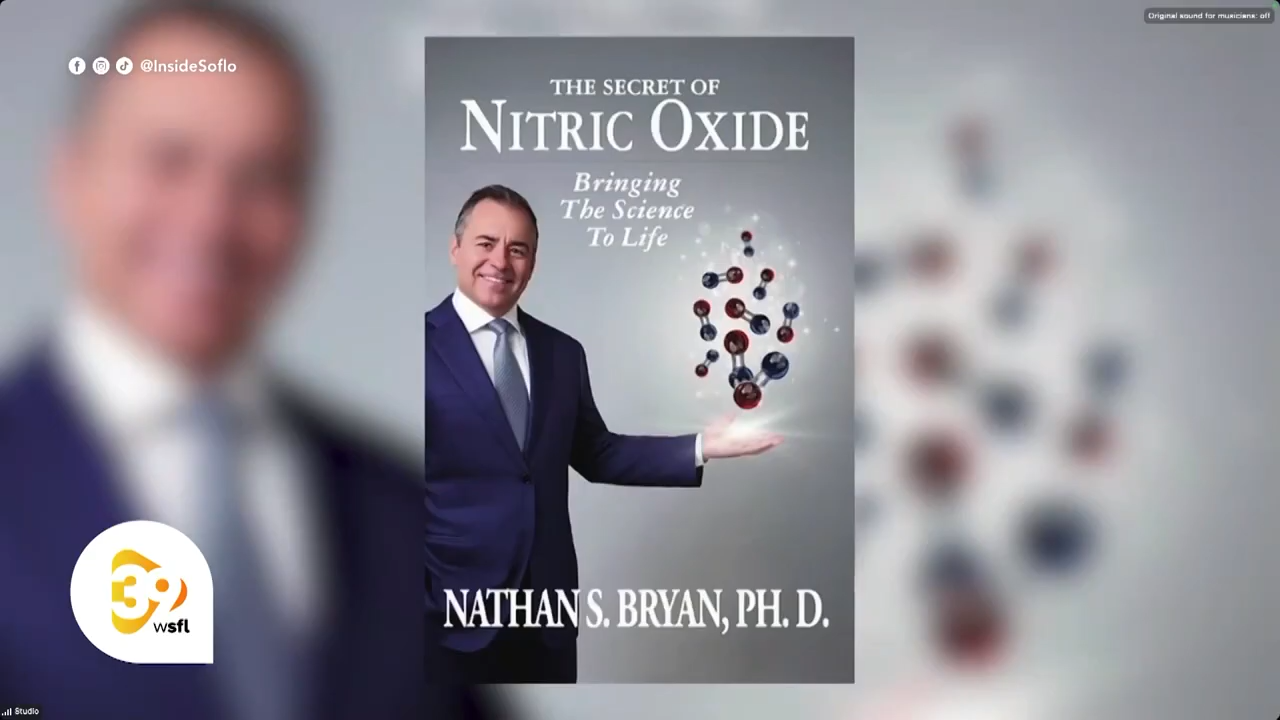 Original sound for musicians: off
@InsideSoflo
THE SECRET OF
NITRIC OXIDE
Bringing
The Science
To Life
NATHAN S. BRYAN, PH. D.
39
wsfl
Studio